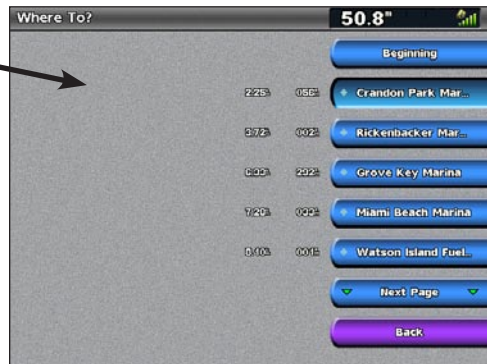 Where To? 50.8"
Beginning
Crandon Park Mar...
Rickenbacker Mar...
Grove Key Marina
Miami Beach Marina
Watson Island Fuel...
Next Page
Back